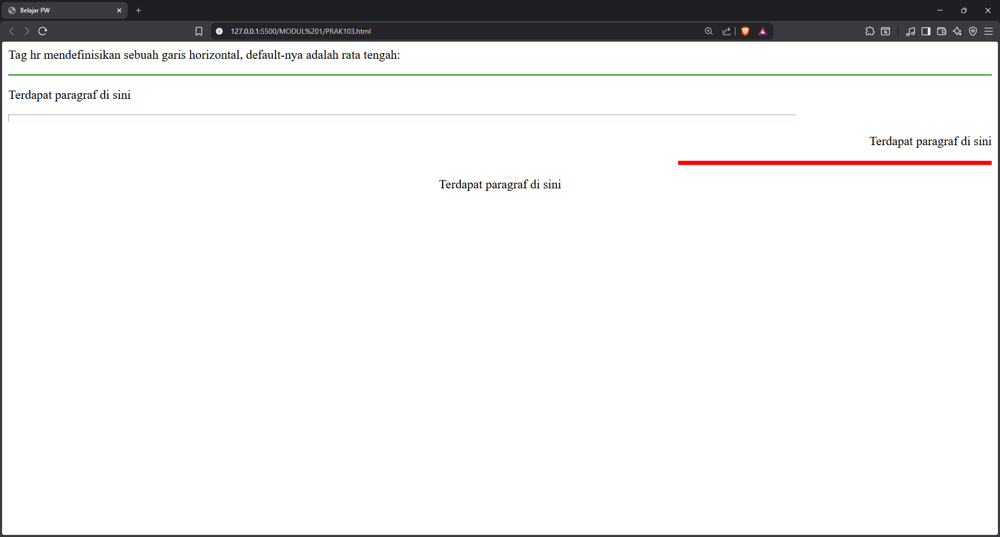 Belajar PW
127.0.0.1:5500/MODUL%201/PRAK103.html
Tag hr mendefinisikan sebuah garis horizontal, default-nya adalah rata tengah:
Terdapat paragraf di sini
Terdapat paragraf di sini
Terdapat paragraf di sini